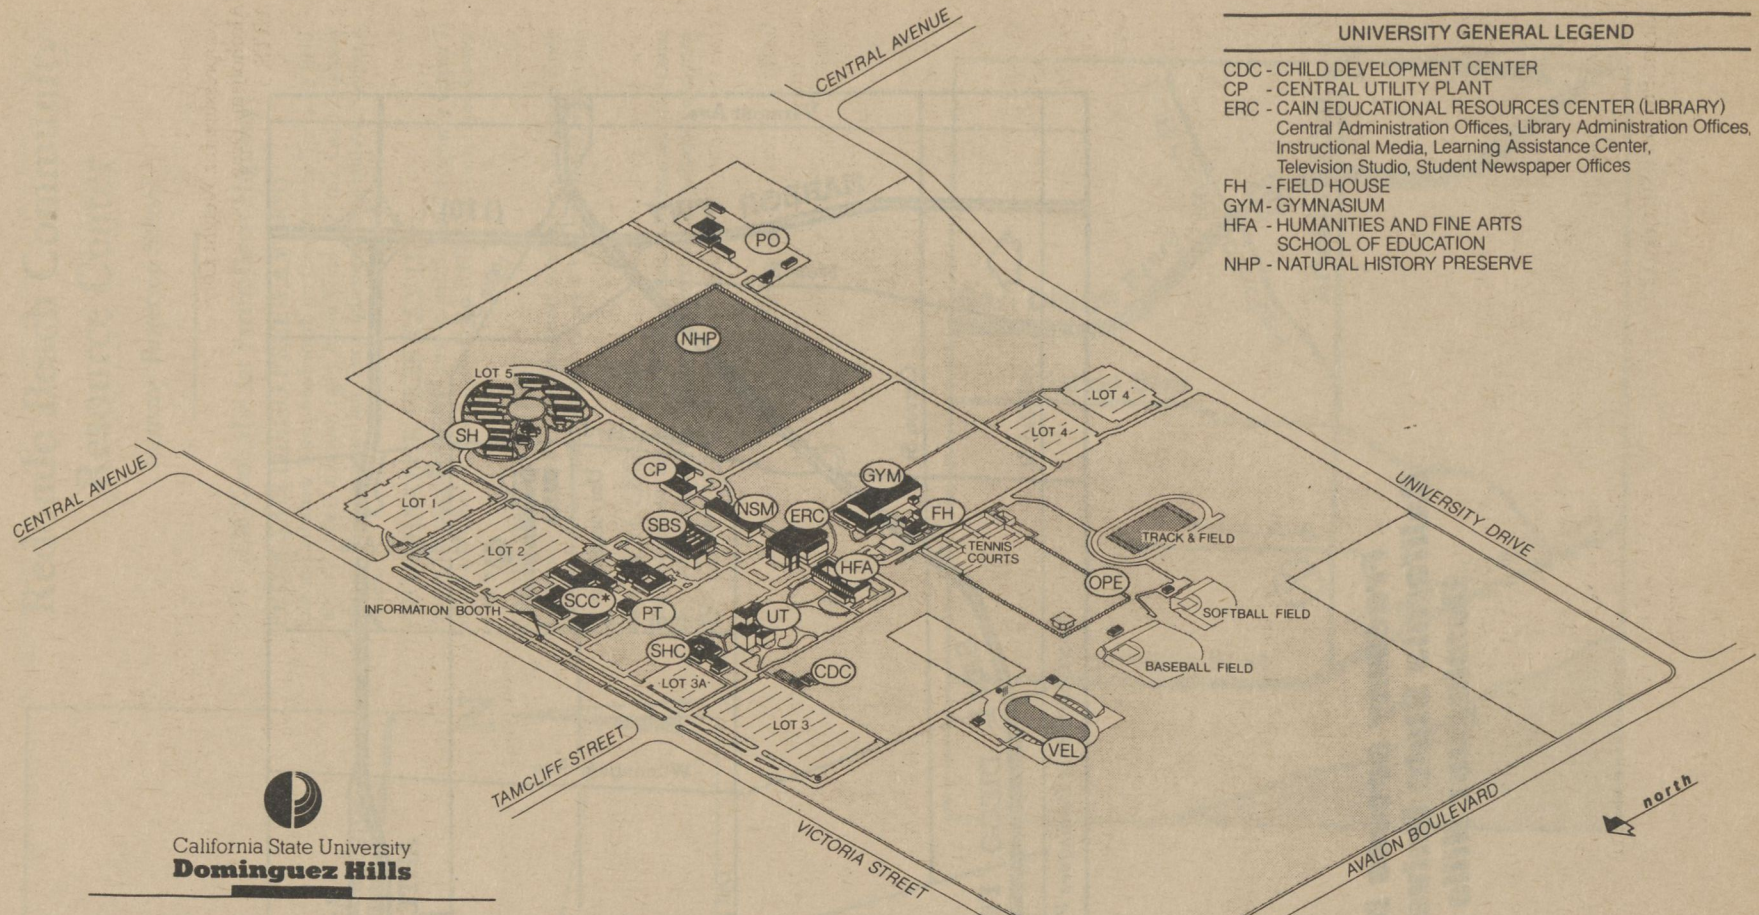 UNIVERSITY GENERAL LEGEND
CDC - CHILD DEVELOPMENT CENTER
CP - CENTRAL UTILITY PLANT
ERC - CAIN EDUCATIONAL RESOURCES CENTER (LIBRARY)
Central Administration Offices, Library Administration Offices,
Instructional Media, Learning Assistance Center,
Television Studio, Student Newspaper Offices
FH - FIELD HOUSE
GYM - GYMNASIUM
HFA - HUMANITIES AND FINE ARTS
SCHOOL OF EDUCATION
NHP - NATURAL HISTORY PRESERVE
CENTRAL AVENUE
PO
NHP
LOT 5
LOT 4
LOT 4
SH
CENTRAL AVENUE
CP
GYM
LOT 1
NSM
ERC
FH
UNIVERSITY DRIVE
SBS
LOT 2
TENNIS
COURTS
TRACK & FIELD
HFA
OPE
SCC*
INFORMATION BOOTH
PT
UT
SOFTBALL FIELD
SHC
CDC
BASEBALL FIELD
LOT 3A
LOT 3
VEL
TAMCLIFF STREET
VICTORIA STREET
AVALON BOULEVARD
north
California State University
Dominguez Hills